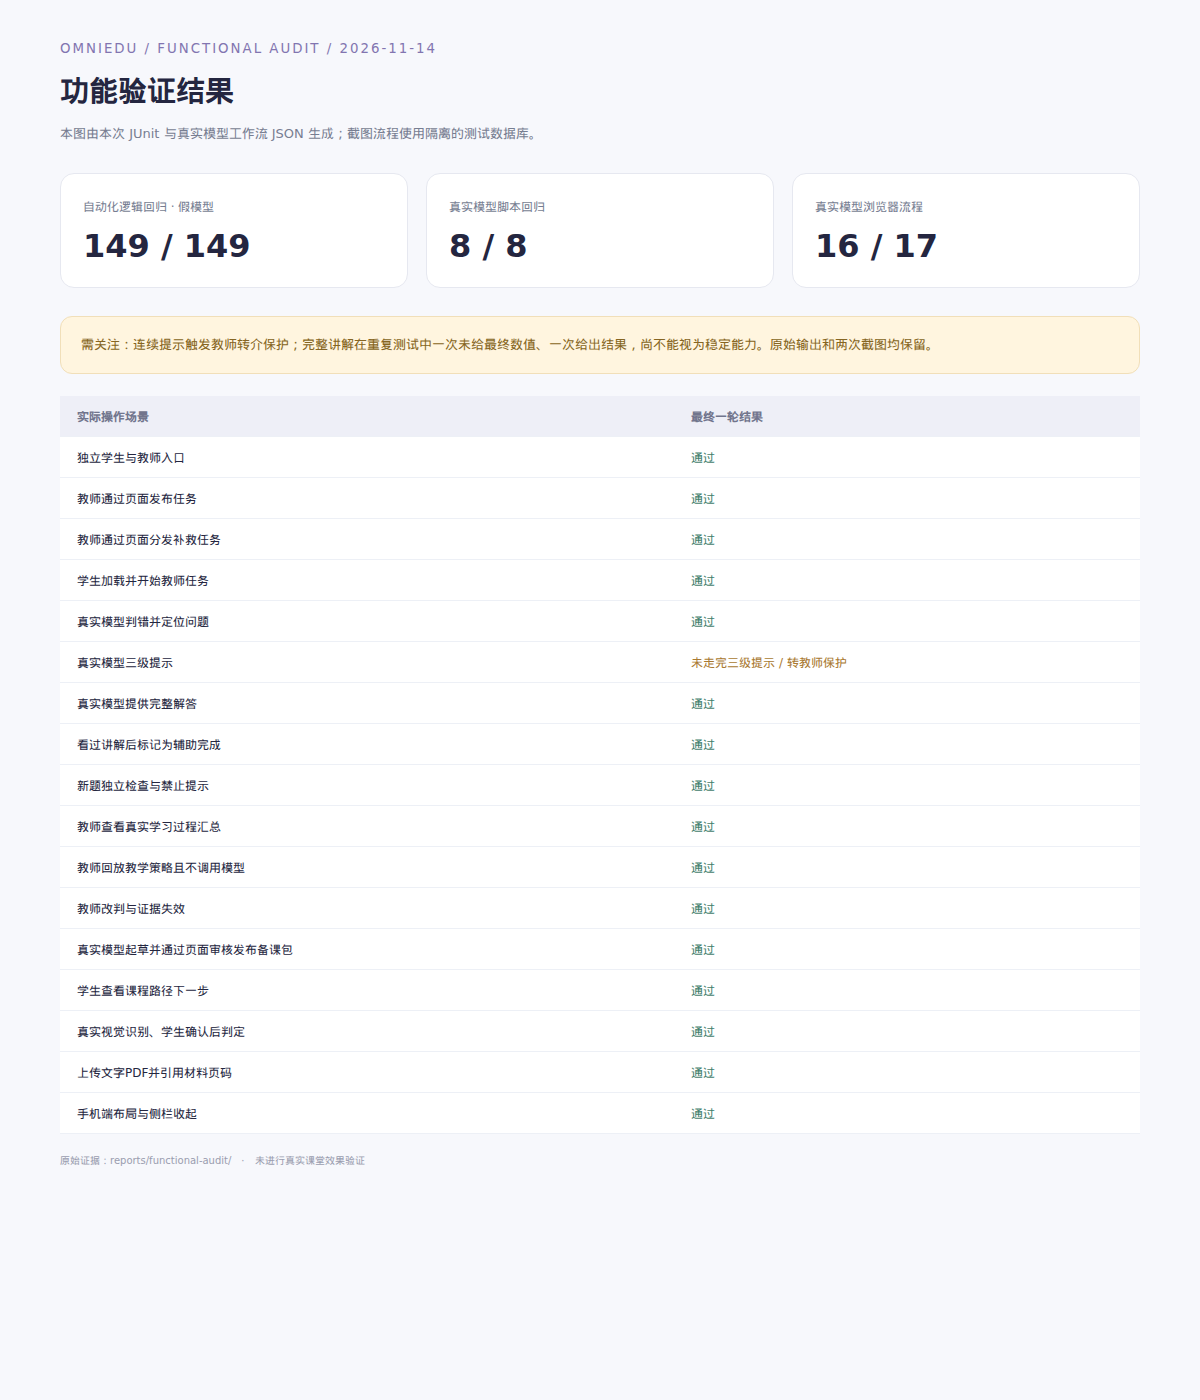 OMNIEDU / FUNCTIONAL AUDIT / 2026-11-14
功能验证结果
本图由本次 JUnit 与真实模型工作流 JSON 生成；截图流程使用隔离的测试数据库。
自动化逻辑回归 · 假模型
149 / 149
真实模型脚本回归
8 / 8
真实模型浏览器流程
16 / 17
需关注：连续提示触发教师转介保护；完整讲解在重复测试中一次未给最终数值、一次给出结果，尚不能视为稳定能力。原始输出和两次截图均保留。
实际操作场景 最终一轮结果
独立学生与教师入口 通过
教师通过页面发布任务 通过
教师通过页面分发补救任务 通过
学生加载并开始教师任务 通过
真实模型判错并定位问题 通过
真实模型三级提示 未走完三级提示 / 转教师保护
真实模型提供完整解答 通过
看过讲解后标记为辅助完成 通过
新题独立检查与禁止提示 通过
教师查看真实学习过程汇总 通过
教师回放教学策略且不调用模型 通过
教师改判与证据失效 通过
真实模型起草并通过页面审核发布备课包 通过
学生查看课程路径下一步 通过
真实视觉识别、学生确认后判定 通过
上传文字PDF并引用材料页码 通过
手机端布局与侧栏收起 通过
原始证据：reports/functional-audit/ · 未进行真实课堂效果验证